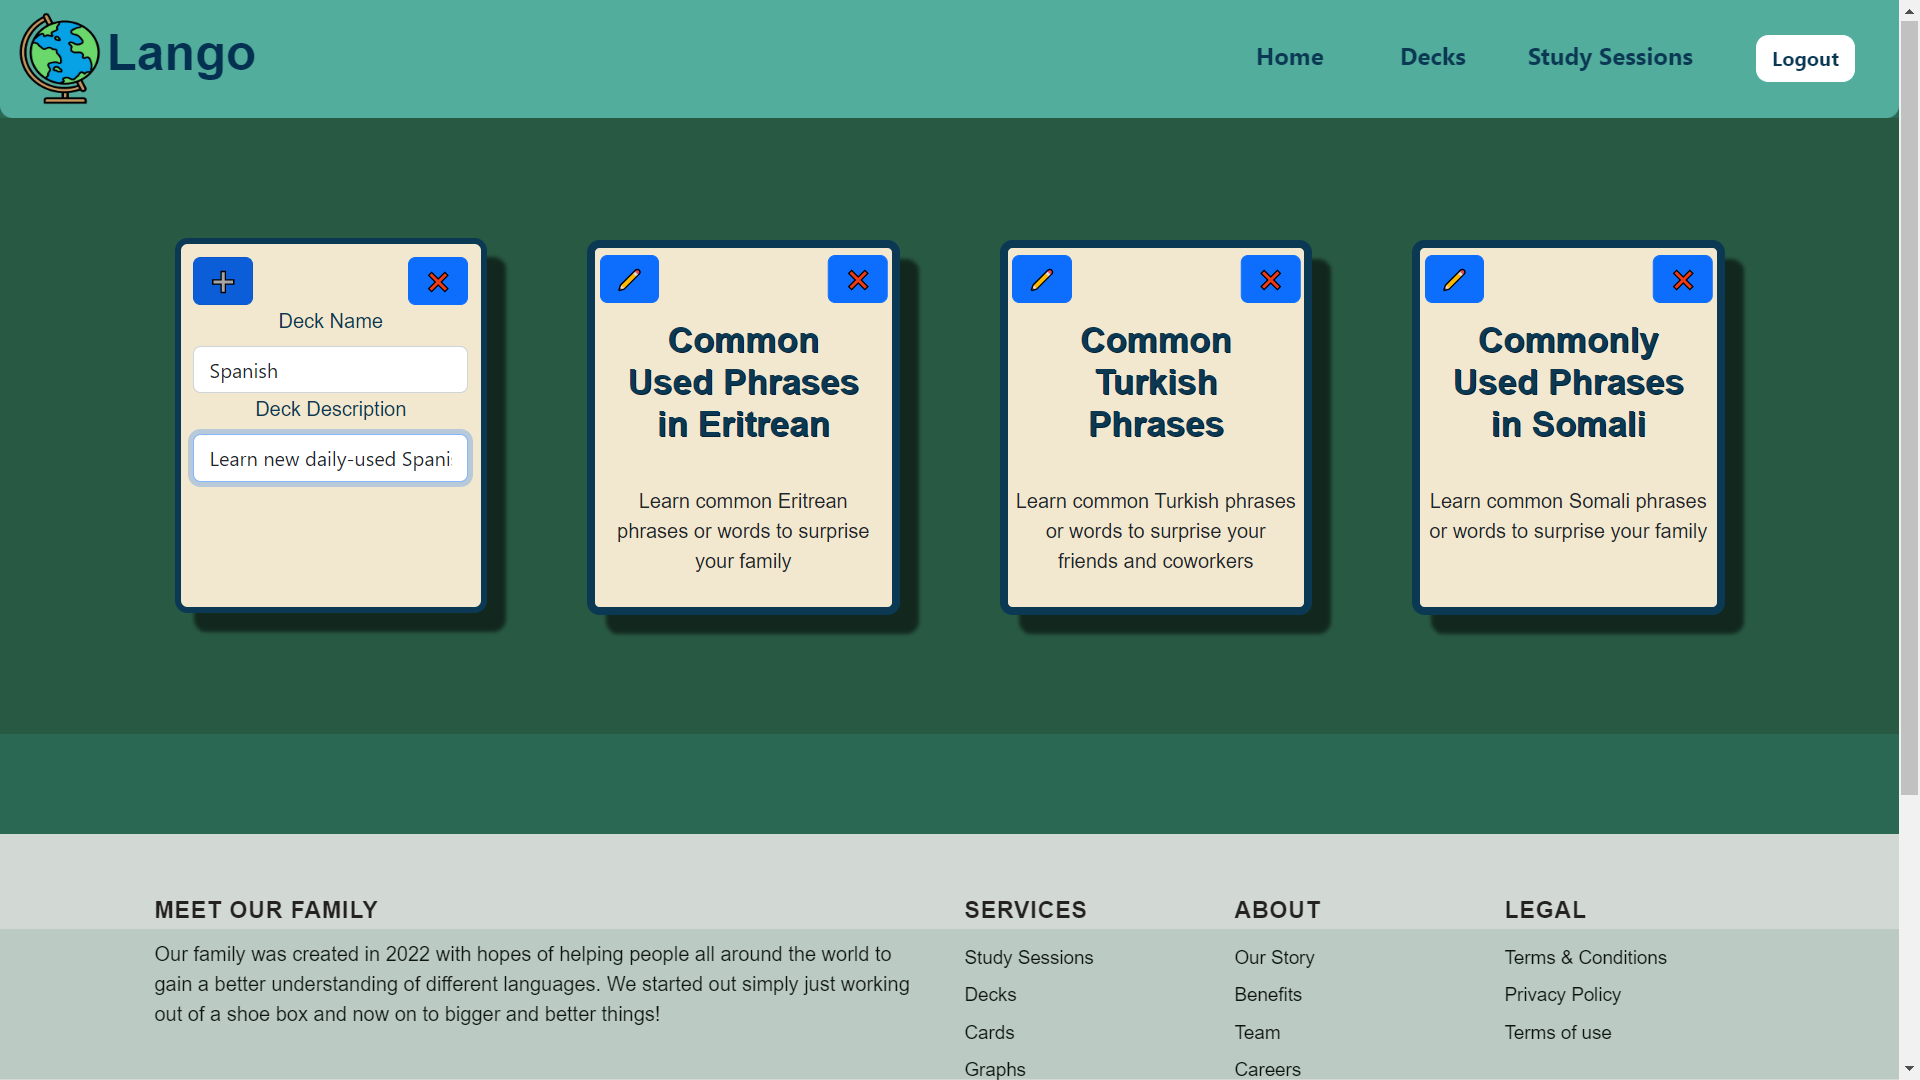 Lango
Home
Decks
Study Sessions
Logout
Deck Name
Spanish
Deck Description
Learn new daily-used Spani
Common
Used Phrases
in Eritrean
Learn common Eritrean
phrases or words to surprise
your family
Common
Turkish
Phrases
Learn common Turkish phrases
or words to surprise your
friends and coworkers
Commonly
Used Phrases
in Somali
Learn common Somali phrases
or words to surprise your family
MEET OUR FAMILY
Our family was created in 2022 with hopes of helping people all around the world to
gain a better understanding of different languages. We started out simply just working
out of a shoe box and now on to bigger and better things!
SERVICES
Study Sessions
Decks
Cards
Graphs
ABOUT
Our Story
Benefits
Team
Careers
LEGAL
Terms & Conditions
Privacy Policy
Terms of use